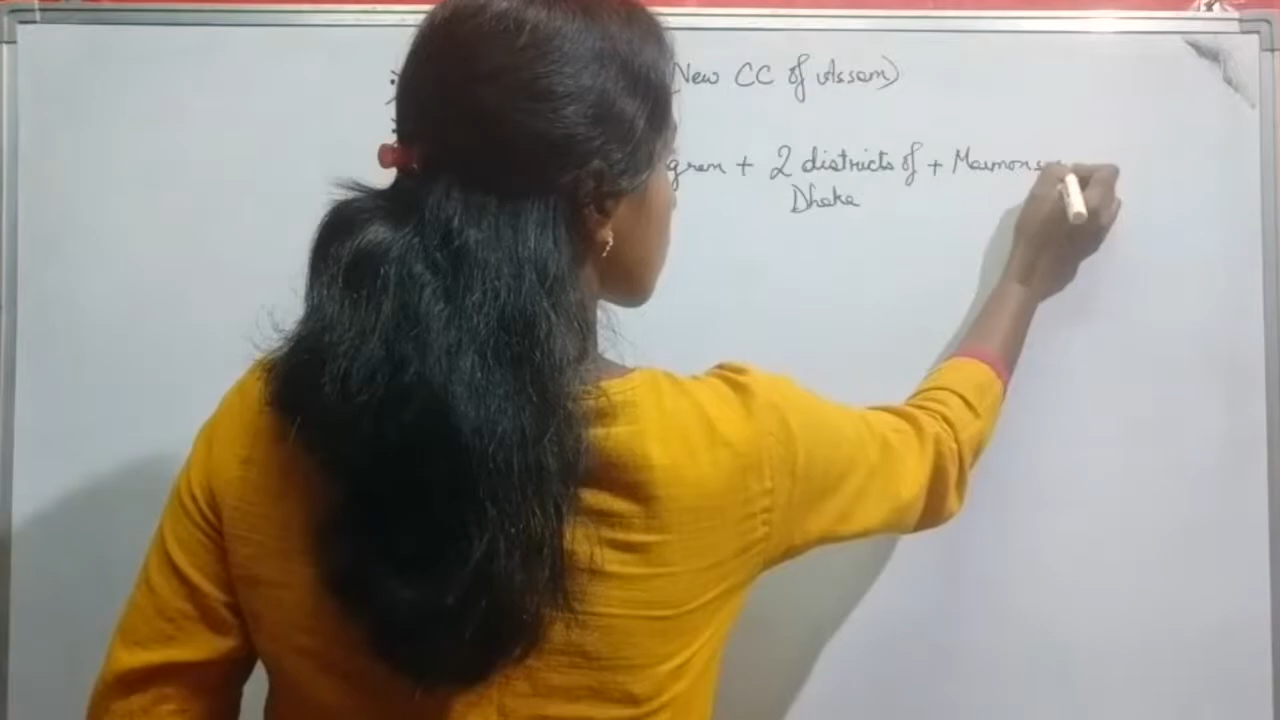 New CC of Assam)
gram + 2 districts of + Maimons
Dhaka